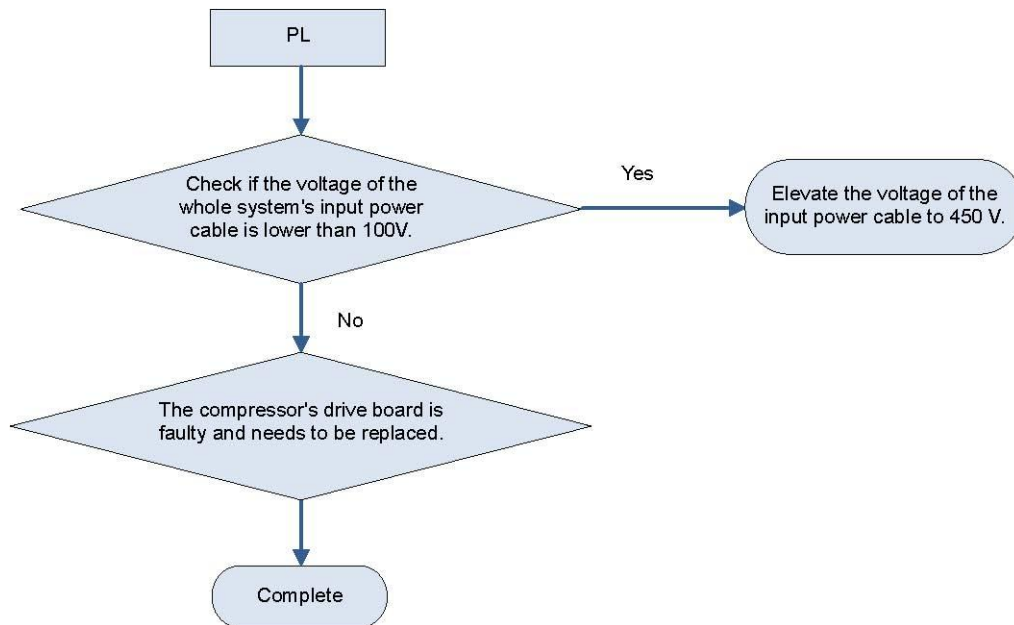 PL
Check if the voltage of the
whole system's input power
cable is lower than 100V.
Yes
Elevate the voltage of the
input power cable to 450 V.
No
The compressor's drive board is
faulty and needs to be replaced.
Complete